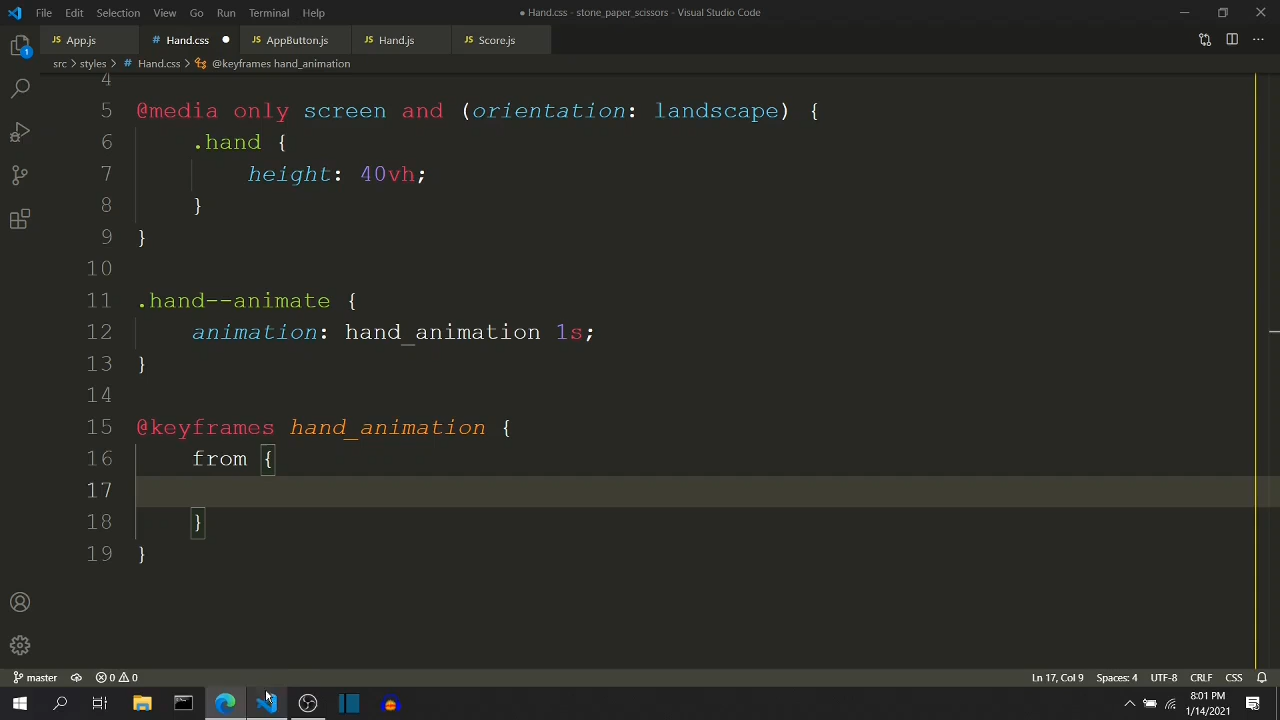 File Edit Selection View Go Run Terminal Help
● Hand.css - stone_paper_scissors - Visual Studio Code
App.js
# Hand.css ●
AppButton.js
Hand.js
Score.js
src > styles > # Hand.css > @keyframes hand_animation
4
5 @media only screen and (orientation: landscape) {
6 .hand {
7 height: 40vh;
8 }
9 }
10
11 .hand--animate {
12 animation: hand_animation 1s;
13 }
14
15 @keyframes hand_animation {
16 from {
17
18 }
19 }
1
master
0 0
Ln 17, Col 9
Spaces: 4
UTF-8
CRLF
CSS
8:01 PM
1/14/2021